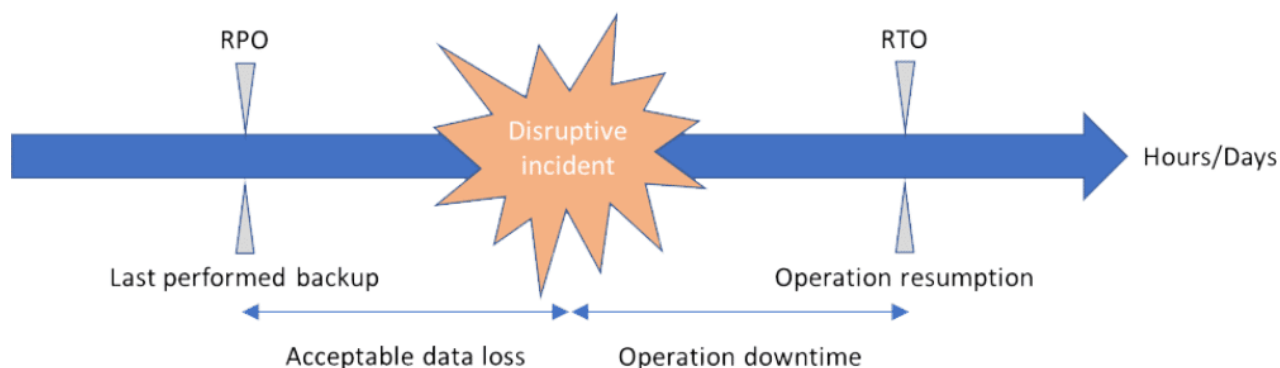 RPO
RTO
Disruptive
incident
Hours/Days
Last performed backup
Operation resumption
Acceptable data loss
Operation downtime